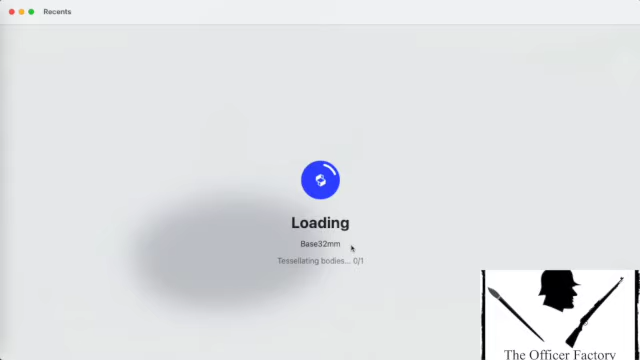 Recents
Loading
Base32mm
Tessellating bodies... 0/1
The Officer Factory